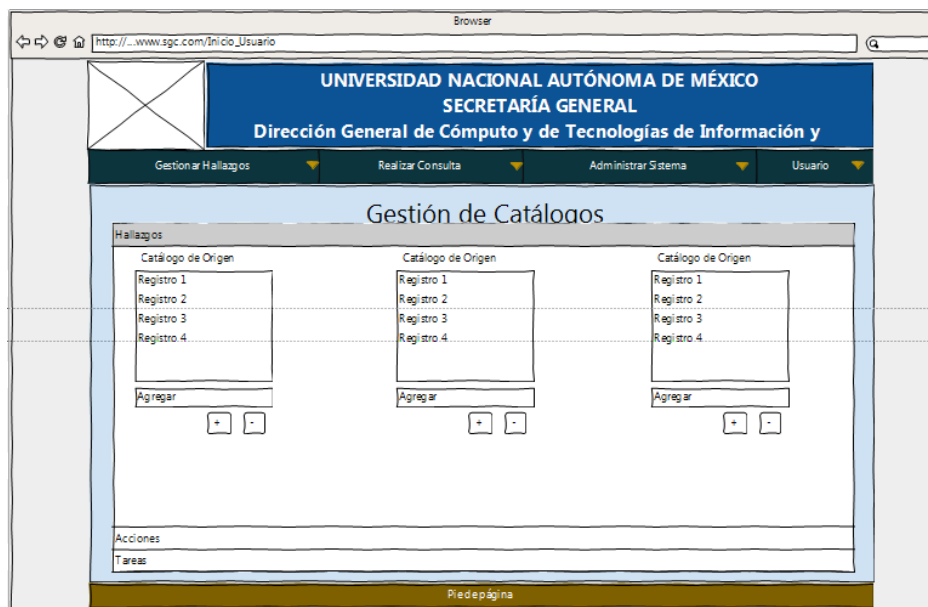 Browser
http://...www.sgc.com/Inicio_Usuario
UNIVERSIDAD NACIONAL AUTÓNOMA DE MÉXICO
SECRETARÍA GENERAL
Dirección General de Cómputo y de Tecnologías de Información y
Gestionar Hallazgos Realizar Consulta Administrar Sistema Usuario
Gestión de Catálogos
Hallazgos
Catálogo de Origen Catálogo de Origen Catálogo de Origen
Registro 1 Registro 1 Registro 1
Registro 2 Registro 2 Registro 2
Registro 3 Registro 3 Registro 3
Registro 4 Registro 4 Registro 4
Agregar Agregar Agregar
+ - + - + -
Acciones
Tareas
Pie de página